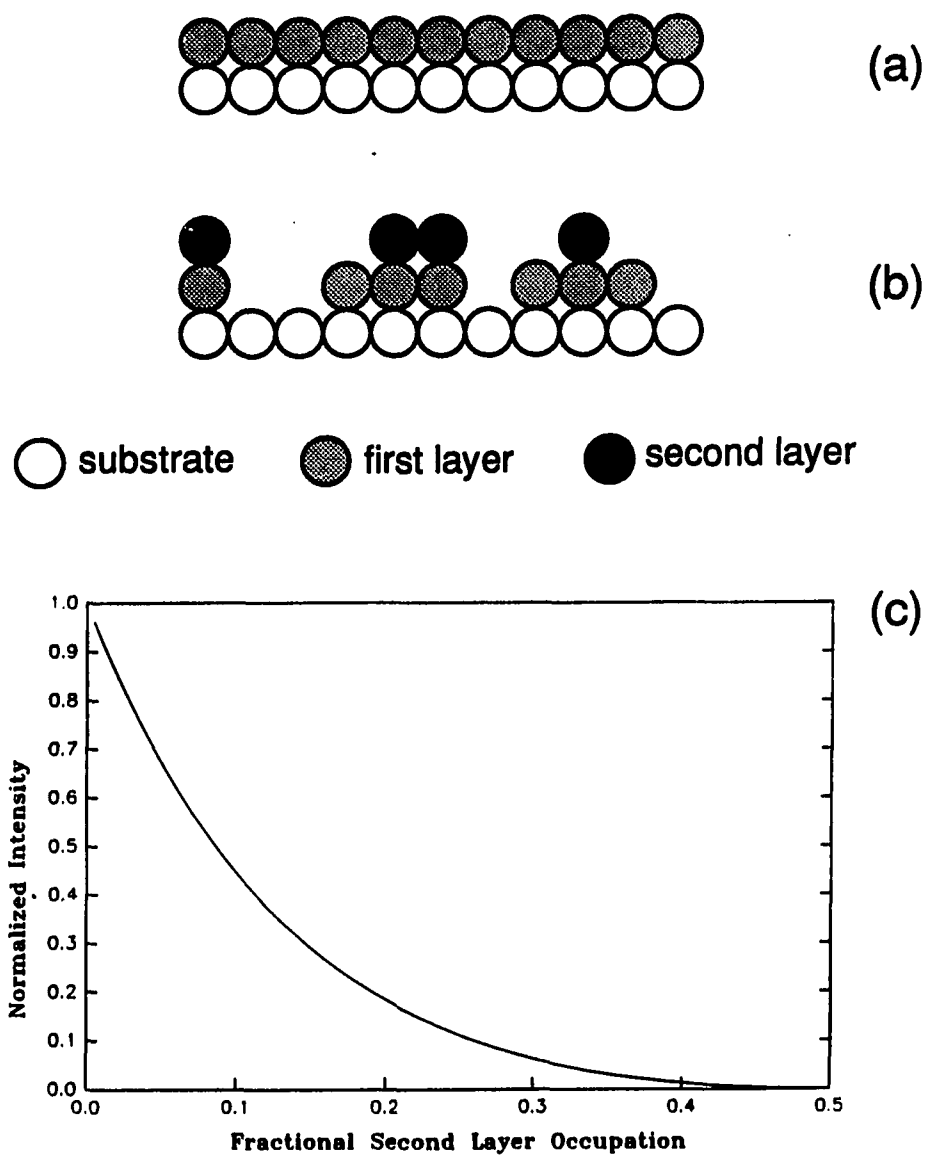 (a)
(b)
substrate first layer second layer
(c)
1.0
0.9
0.8
0.7
0.6
0.5
0.4
0.3
0.2
0.1
0.0
Normalized Intensity
0.0 0.1 0.2 0.3 0.4 0.5
Fractional Second Layer Occupation